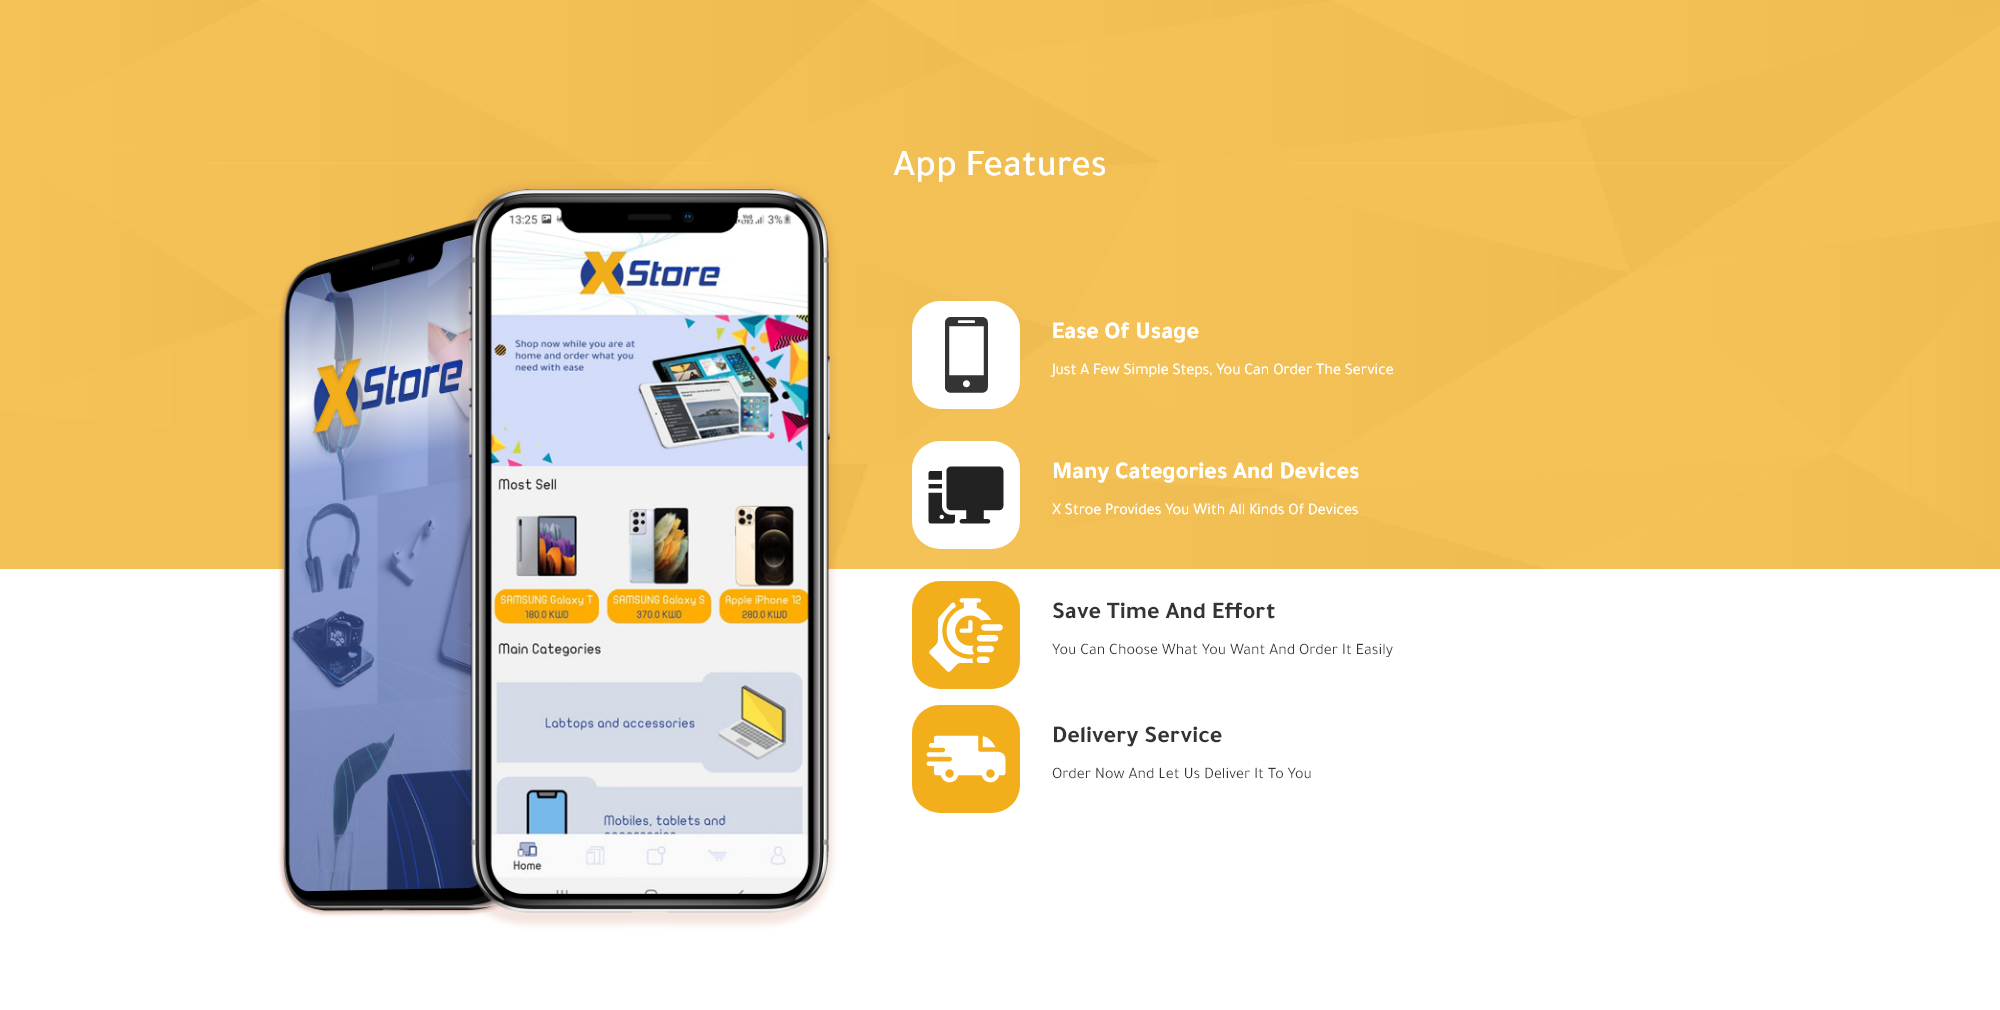 App Features
13:25
3%
X Store
X Store
Shop now while you are at
home and order what you
need with ease
Most Sell
SAMSUNG Galaxy T
180.0 KWD
SAMSUNG Galaxy S
370.0 KWD
Apple iPhone 12
280.0 KWD
Main Categories
Labtops and accessories
Mobiles, tablets and
Home
Ease Of Usage
Just A Few Simple Steps, You Can Order The Service
Many Categories And Devices
X Stroe Provides You With All Kinds Of Devices
Save Time And Effort
You Can Choose What You Want And Order It Easily
Delivery Service
Order Now And Let Us Deliver It To You